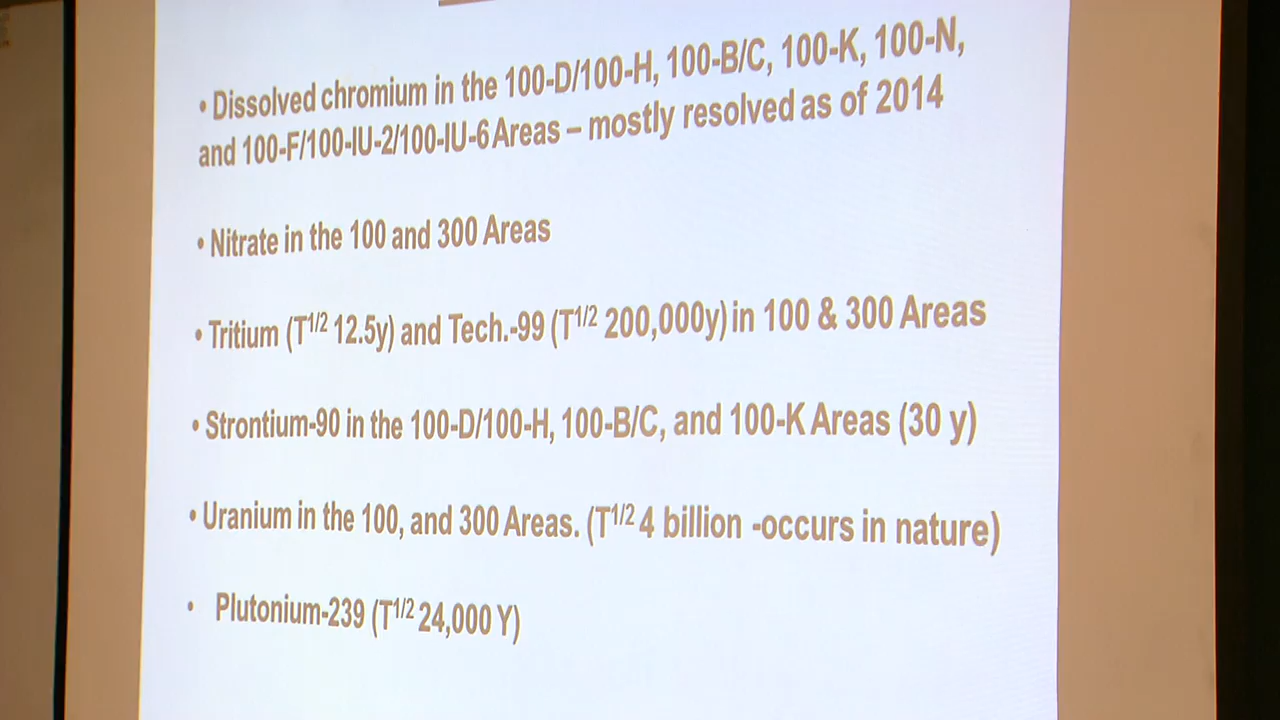 • Dissolved chromium in the 100-D/100-H, 100-B/C, 100-K, 100-N,
and 100-F/100-IU-2/100-IU-6 Areas – mostly resolved as of 2014
• Nitrate in the 100 and 300 Areas
• Tritium (T1/2 12.5y) and Tech.-99 (T1/2 200,000y) in 100 & 300 Areas
• Strontium-90 in the 100-D/100-H, 100-B/C, and 100-K Areas (30 y)
• Uranium in the 100, and 300 Areas. (T1/2 4 billion -occurs in nature)
• Plutonium-239 (T1/2 24,000 Y)